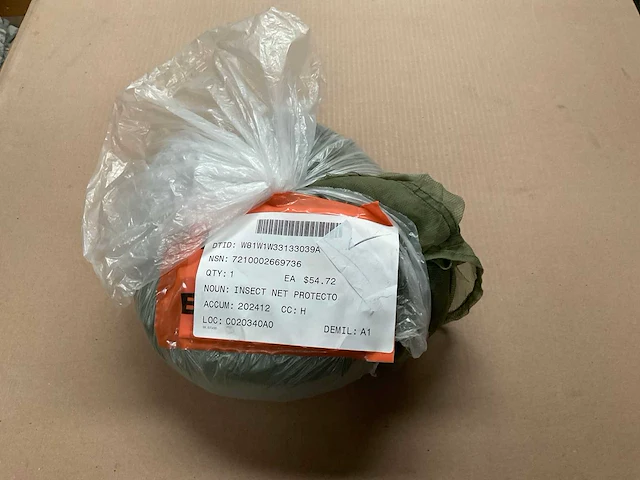 DTID: W81W1W33133039A
NSN: 7210002669736
QTY: 1 EA $54.72
NOUN: INSECT NET PROTECTO
ACCUM: 202412 CC: H
LOC: C020340A0 DEMIL: A1